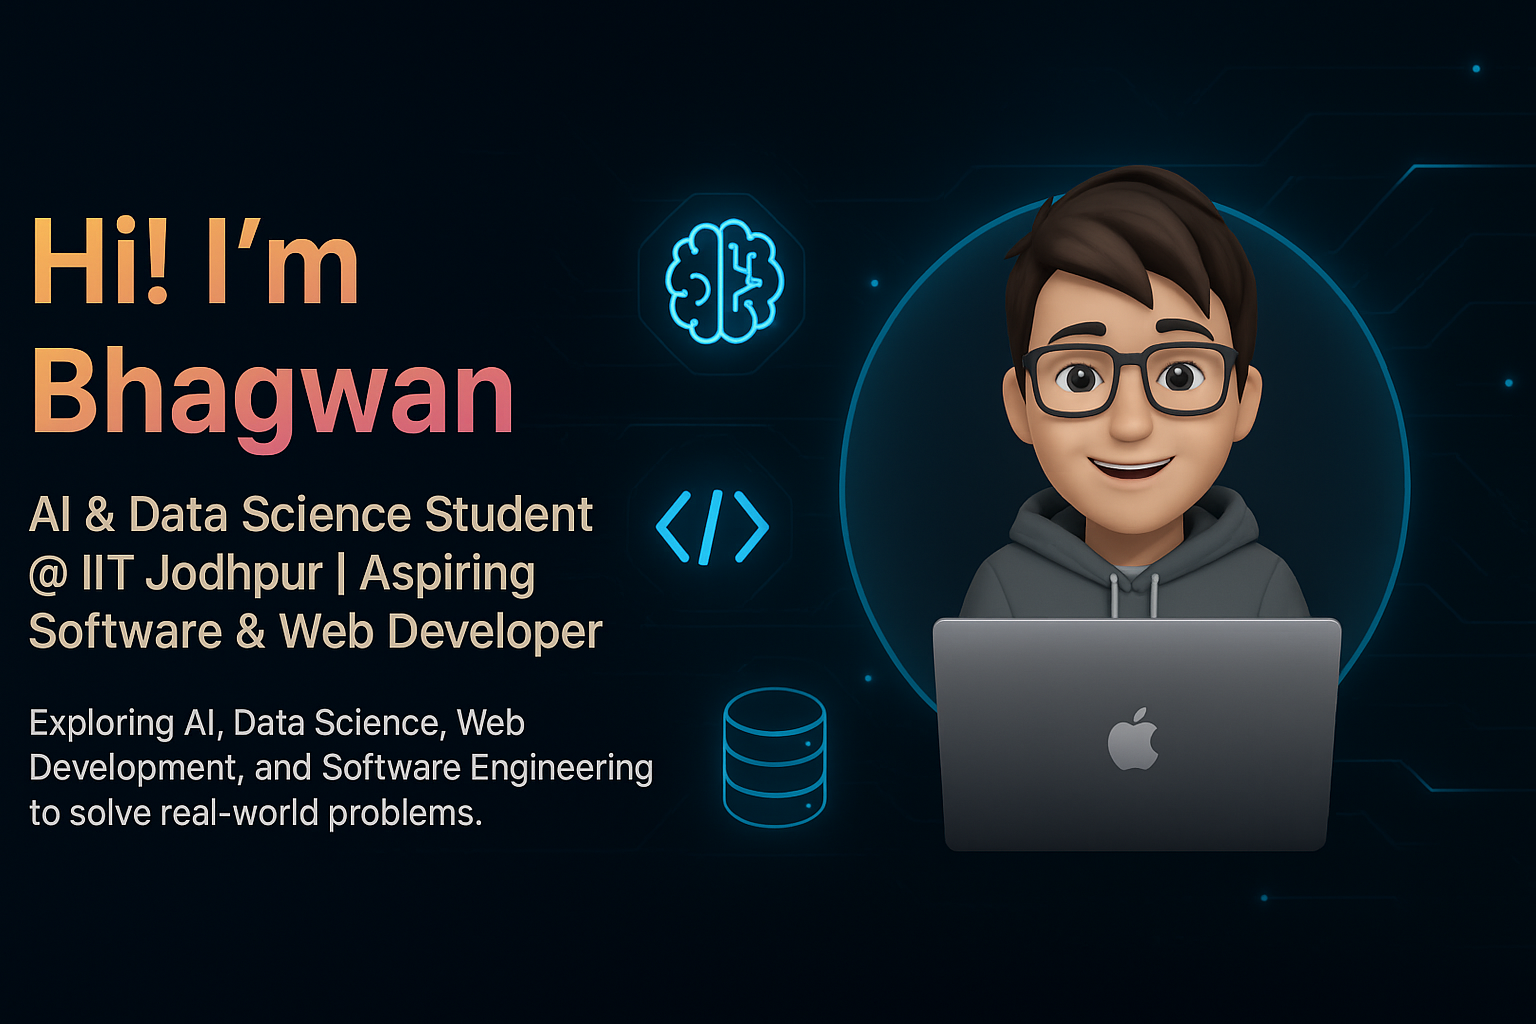 Hi! I’m
Bhagwan
AI & Data Science Student
@ IIT Jodhpur | Aspiring
Software & Web Developer
Exploring AI, Data Science, Web
Development, and Software Engineering
to solve real-world problems.